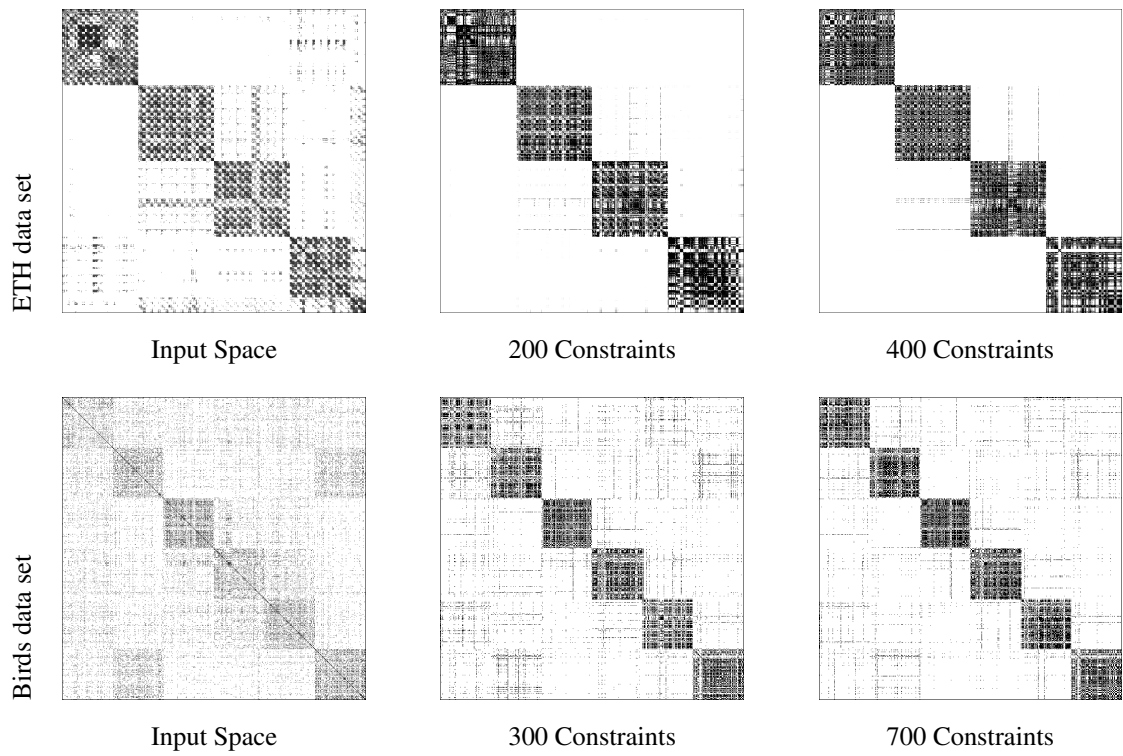 ETH data set
Input Space
200 Constraints
400 Constraints
Birds data set
Input Space
300 Constraints
700 Constraints